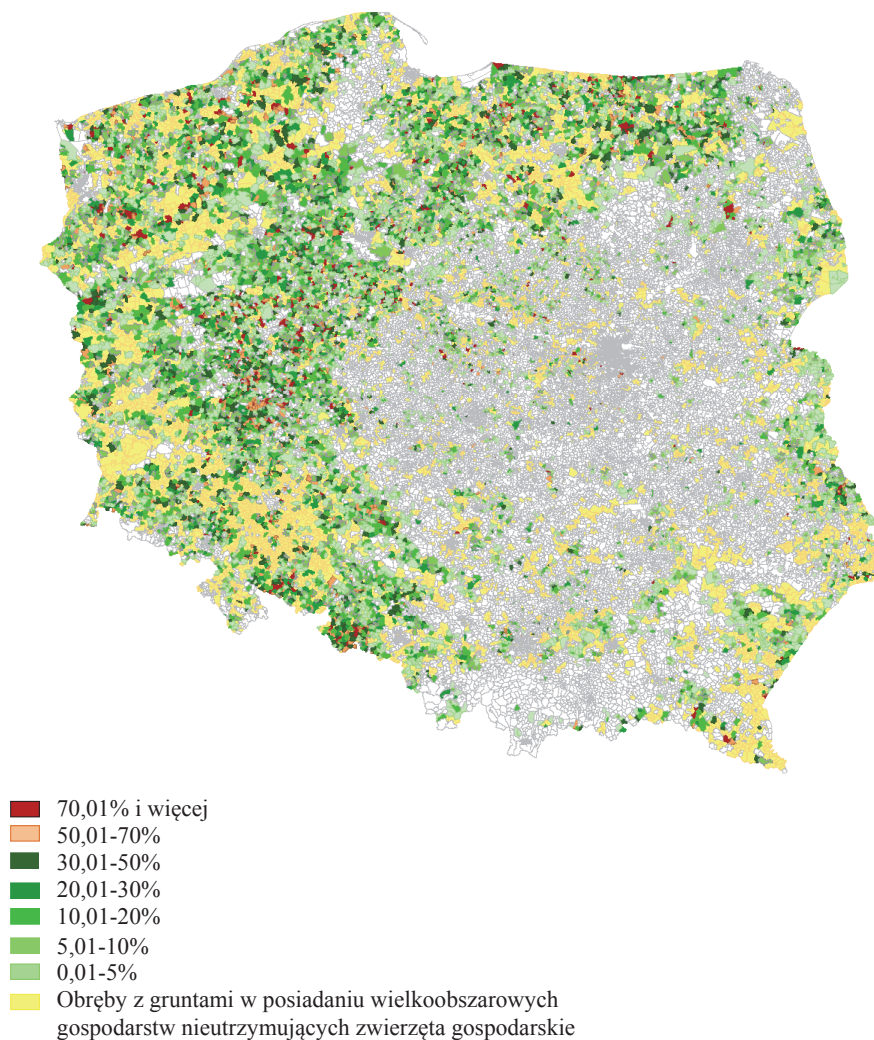 70,01% i więcej
50,01-70%
30,01-50%
20,01-30%
10,01-20%
5,01-10%
0,01-5%
Obręby z gruntami w posiadaniu wielkoobszarowych
gospodarstw nieutrzymujących zwierzęta gospodarskie